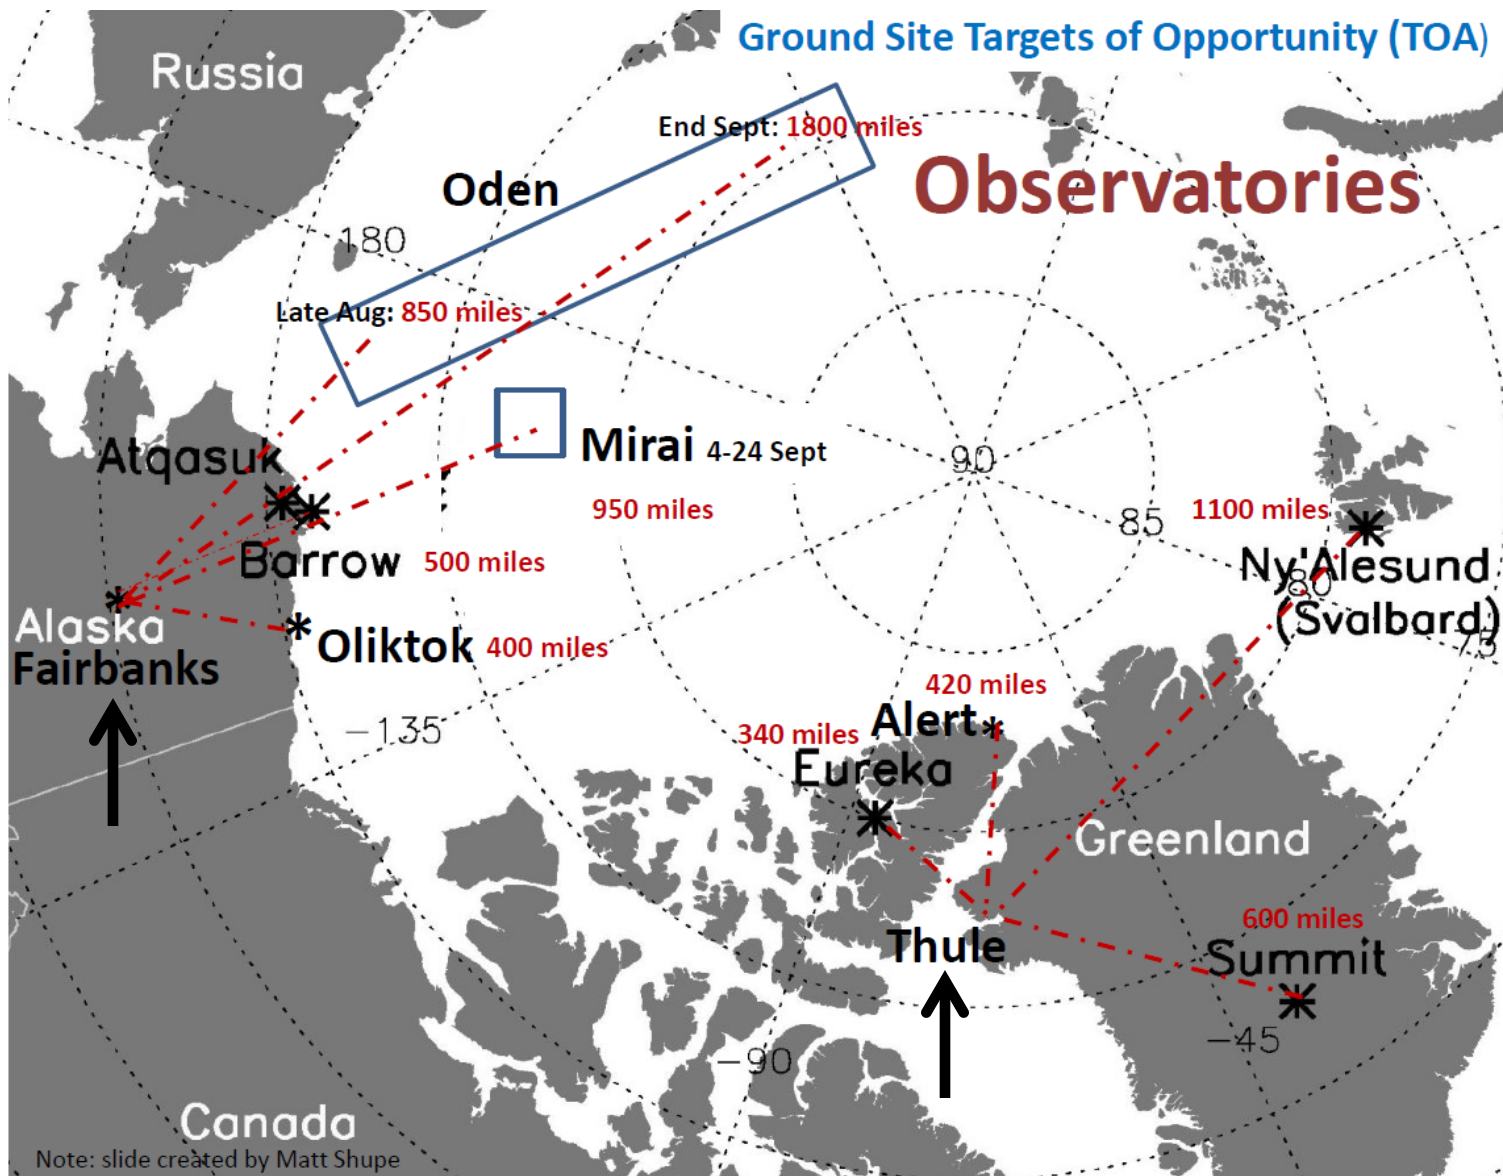 Ground Site Targets of Opportunity (TOA)
Russia
End Sept: 1800 miles
Observatories
Oden
180
Late Aug: 850 miles
Mirai 4-24 Sept
Atqasuk
90
950 miles
85
1100 miles
Barrow 500 miles
Ny'Alesund
80
(Svalbard)
75
Alaska
Fairbanks
Oliktok 400 miles
420 miles
-135
340 miles
Alert
Eureka
Greenland
600 miles
Thule
Summit
-45
-90
Canada
Note: slide created by Matt Shupe